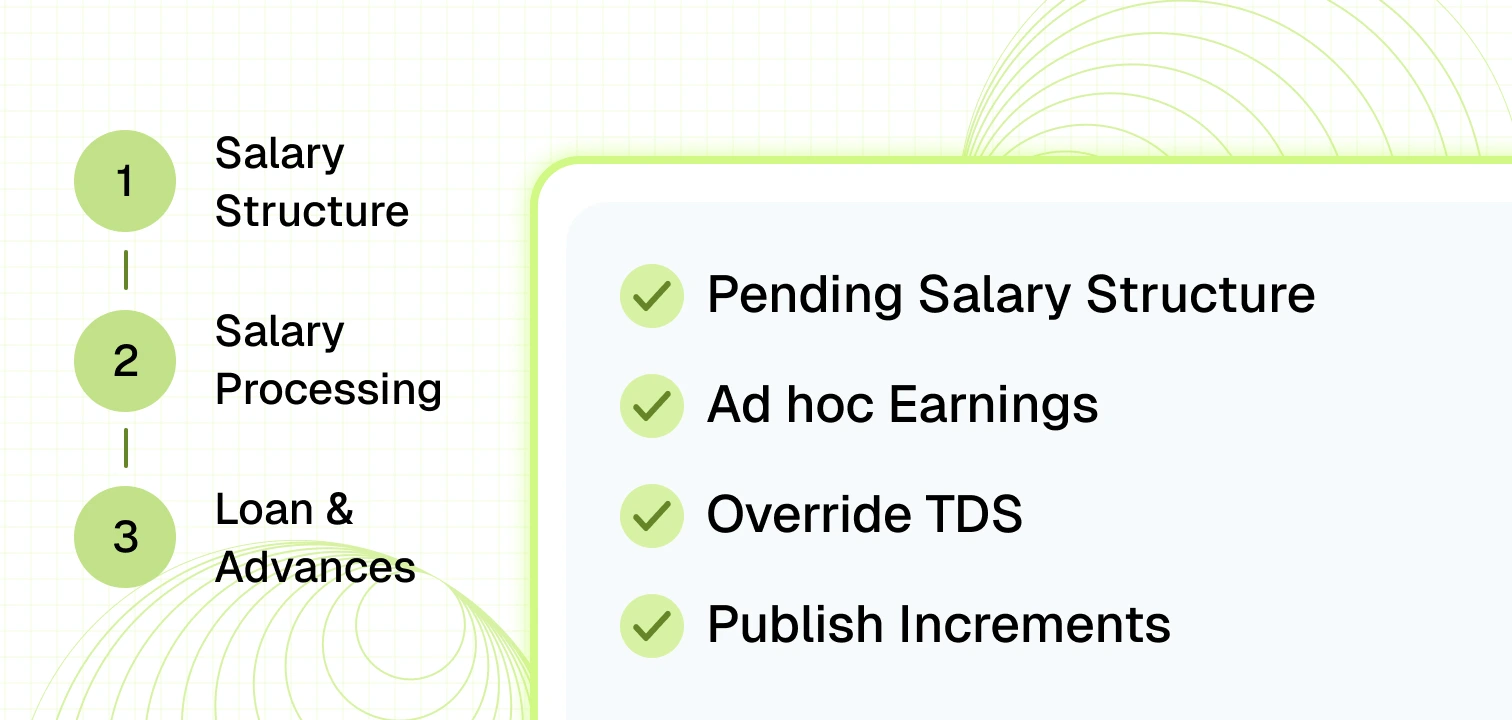 1
Salary
Structure
2
Salary
Processing
3
Loan &
Advances
Pending Salary Structure
Ad hoc Earnings
Override TDS
Publish Increments